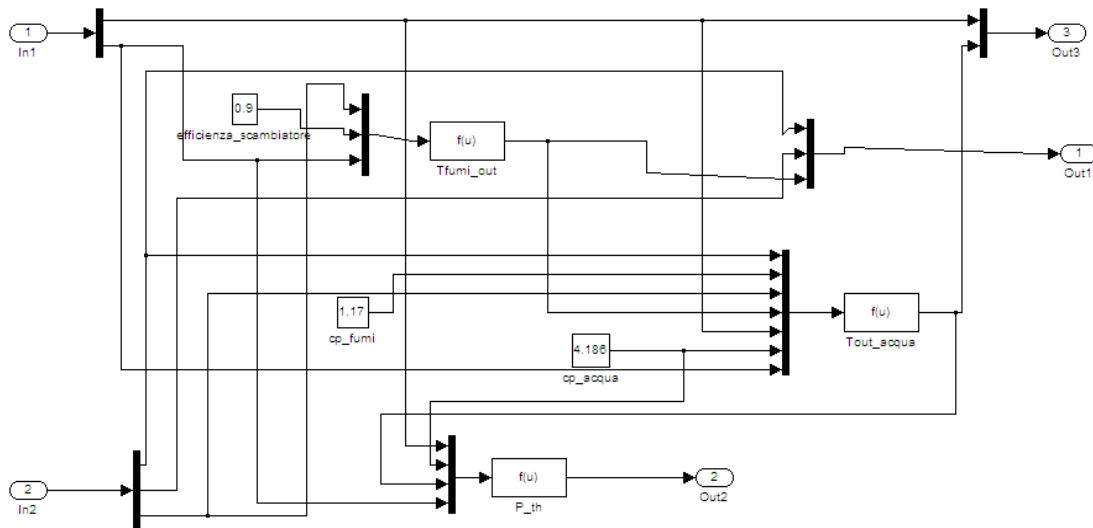 1
In1
3
Out3
0.9
efficienza_scambiatore
f(u)
Tfumi_out
1
Out1
1.17
cp_fumi
f(u)
Tout_acqua
4.186
cp_acqua
2
In2
f(u)
P_th
2
Out2